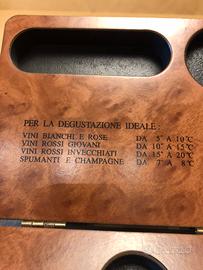 PER LA DEGUSTAZIONE IDEALE:
VINI BIANCHI E ROSE DA 5° A 10°C
VINI ROSSI GIOVANI DA 10° A 15°C
VINI ROSSI INVECCHIATI DA 15° A 20°C
SPUMANTI E CHAMPAGNE DA 7° A 8°C